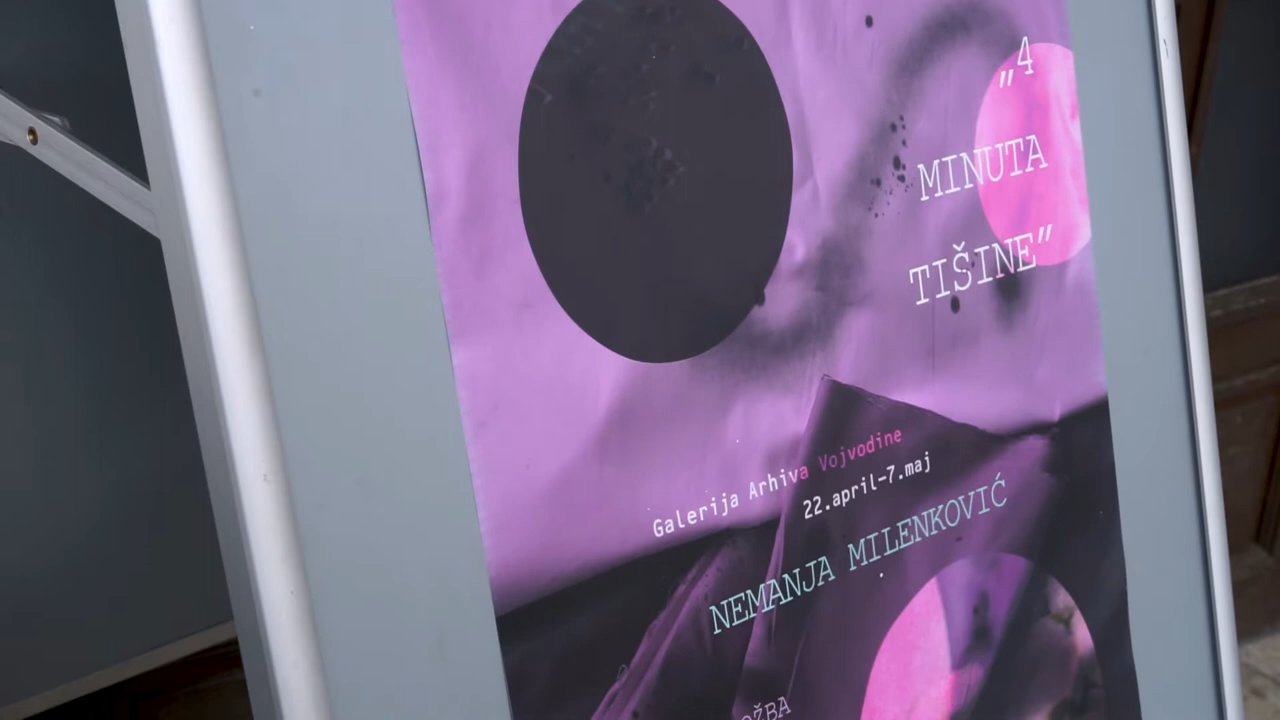 „4
MINUTA
TIŠINE”
Galerija Arhiva Vojvodine
22.april-7.maj
NEMANJA MILENKOVIĆ